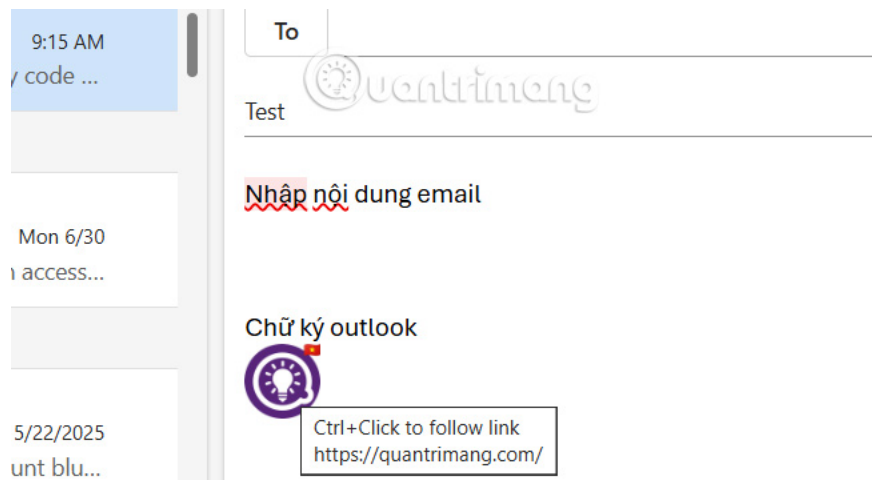 9:15 AM
code ...
Mon 6/30
access...
5/22/2025
unt blu...
To
Quantrimang
Test
Nhập nội dung email
Chữ ký outlook
Ctrl+Click to follow link
https://quantrimang.com/